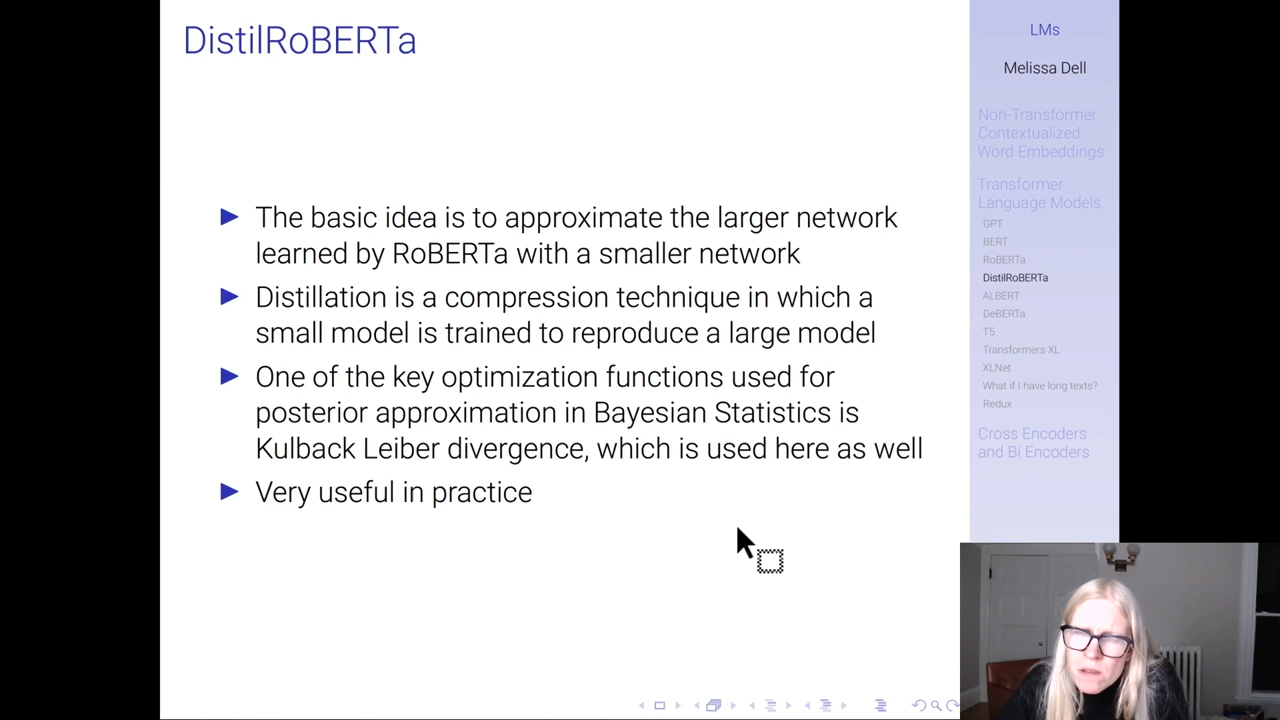 DistilRoBERTa
The basic idea is to approximate the larger network
learned by RoBERTa with a smaller network
Distillation is a compression technique in which a
small model is trained to reproduce a large model
One of the key optimization functions used for
posterior approximation in Bayesian Statistics is
Kulback Leiber divergence, which is used here as well
Very useful in practice
LMs
Melissa Dell
Non-Transformer
Contextualized
Word Embeddings
Transformer
Language Models
GPT
BERT
RoBERTa
DistilRoBERTa
ALBERT
DeBERTa
T5
Transformers XL
XLNet
What if I have long texts?
Redux
Cross Encoders
and Bi Encoders